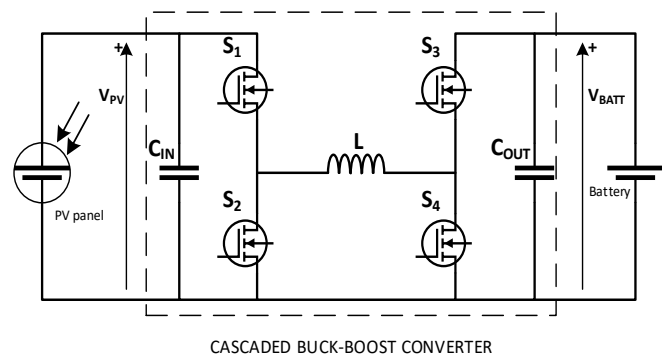 +
S1
S3
+
VPV
VBATT
CIN
L
COUT
S2
S4
PV panel
Battery
CASCADED BUCK-BOOST CONVERTER